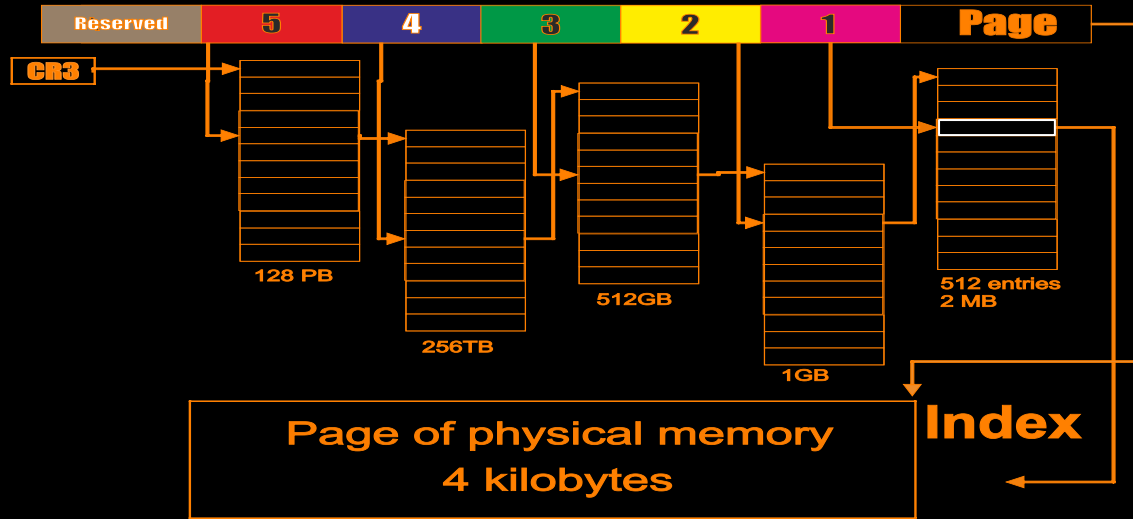 Reserved
5
4
3
2
1
Page
CR3
128 PB
256TB
512GB
1GB
512 entries
2 MB
Index
Page of physical memory
4 kilobytes